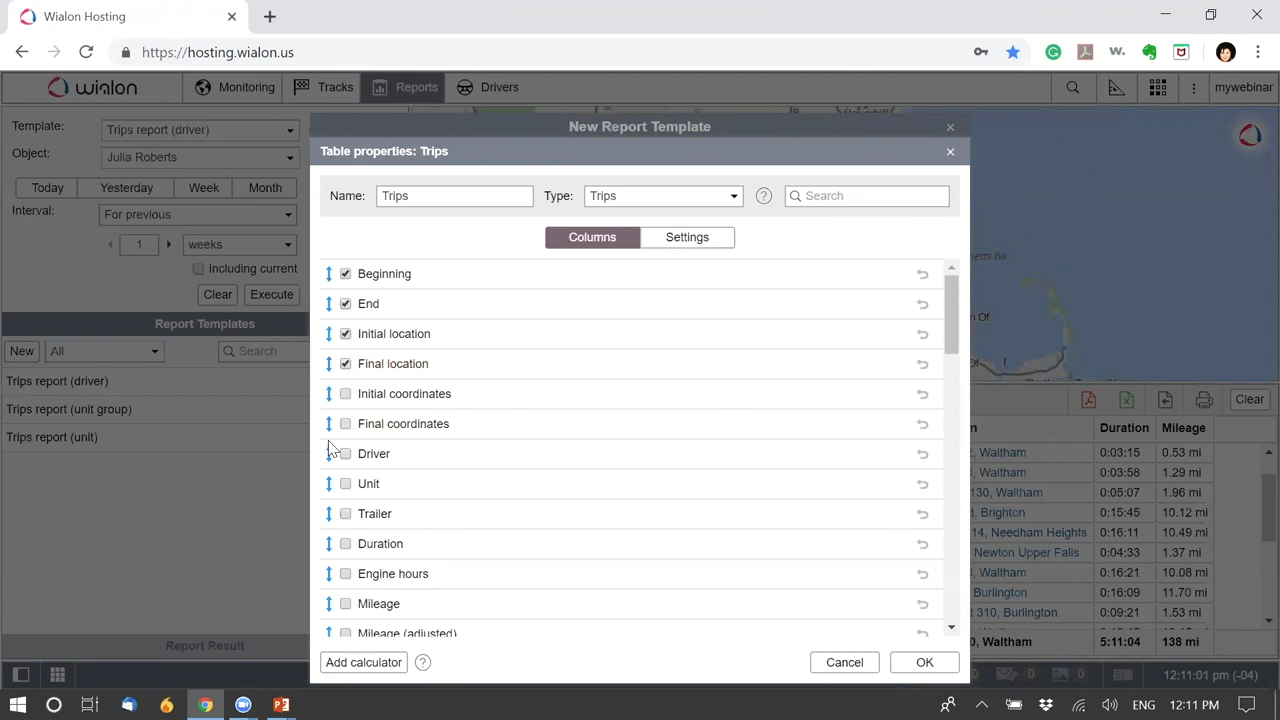 Wialon Hosting
https://hosting.wialon.us
W.
wialon
Monitoring
Tracks
Reports
Drivers
mywebinar
Template:
Trips report (driver)
Object:
Julia Roberts
Today
Yesterday
Week
Month
Interval:
For previous
1
weeks
Including current
Clear
Execute
Report Templates
New
All
Search
Trips report (driver)
Trips report (unit group)
Trips report (unit)
Report Result
New Report Template
Table properties: Trips
Name:
Trips
Type:
Trips
?
Search
Columns
Settings
Beginning
End
Initial location
Final location
Initial coordinates
Final coordinates
Driver
Unit
Trailer
Duration
Engine hours
Mileage
Mileage (adjusted)
Add calculator
?
Cancel
OK
Clear
Duration
Mileage
Waltham
0:03:15
0.53 mi
Waltham
0:03:58
1.29 mi
130, Waltham
0:05:07
1.96 mi
Brighton
0:15:45
10.12 mi
14, Needham Heights
0:16:11
10.49 mi
Newton Upper Falls
0:04:33
1.37 mi
Waltham
0:16:21
10.08 mi
Burlington
0:16:09
11.70 mi
310, Burlington
0:09:21
1.53 mi
0, Waltham
5:11:04
138 mi
0
0
12:11:01 pm (-04)
ENG
12:11 PM